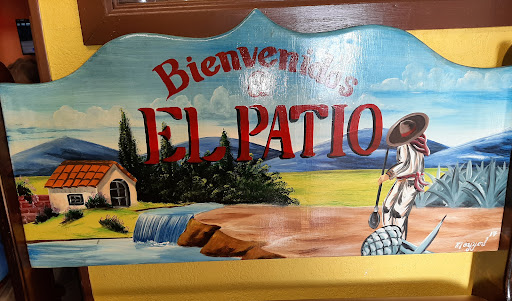 Bienvenidos
a
EL PATIO